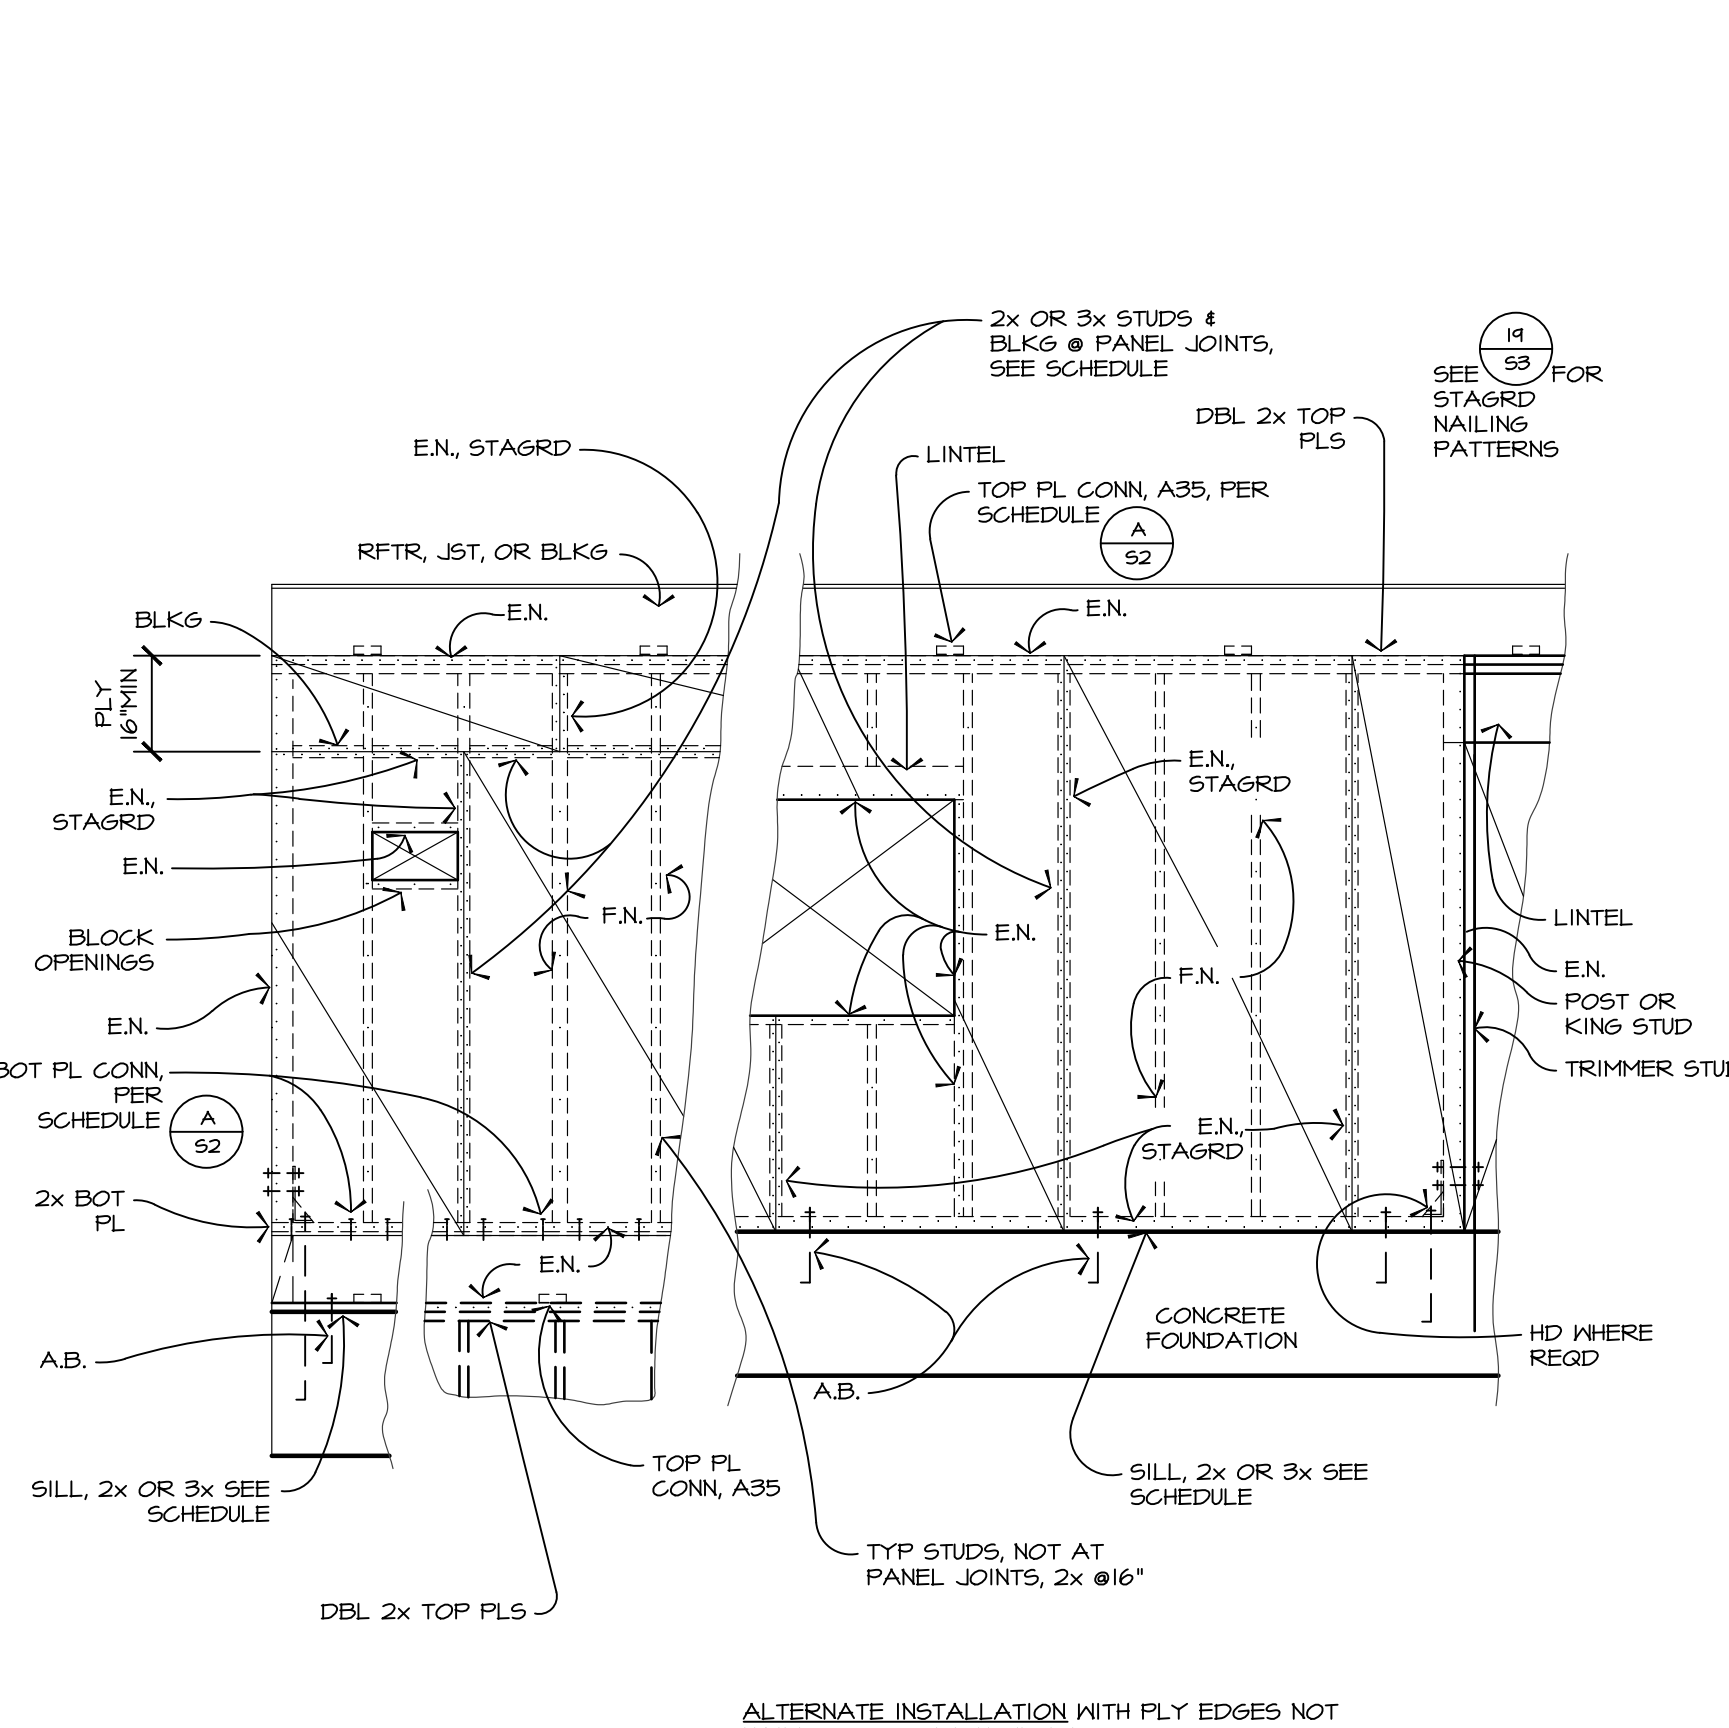 2x OR 3x STUDS &
BLKG @ PANEL JOINTS,
SEE SCHEDULE
19
S3
SEE FOR
STAGRD
NAILING
PATTERNS
DBL 2x TOP
PLS
E.N., STAGRD
LINTEL
TOP PL CONN, A35, PER
SCHEDULE
A
S2
RFTR, JST, OR BLKG
E.N.
E.N.
BLKG
PLY
16"MIN
E.N.,
STAGRD
E.N.,
STAGRD
E.N.
F.N.
LINTEL
BLOCK
OPENINGS
E.N.
F.N.
E.N.
POST OR
KING STUD
E.N.
TRIMMER STU
BOT PL CONN,
PER
SCHEDULE
A
S2
E.N.,
STAGRD
2x BOT
PL
E.N.
CONCRETE
FOUNDATION
HD WHERE
REQD
A.B.
A.B.
TOP PL
CONN, A35
SILL, 2x OR 3x SEE
SCHEDULE
SILL, 2x OR 3x SEE
SCHEDULE
TYP STUDS, NOT AT
PANEL JOINTS, 2x @16"
DBL 2x TOP PLS
ALTERNATE INSTALLATION WITH PLY EDGES NOT